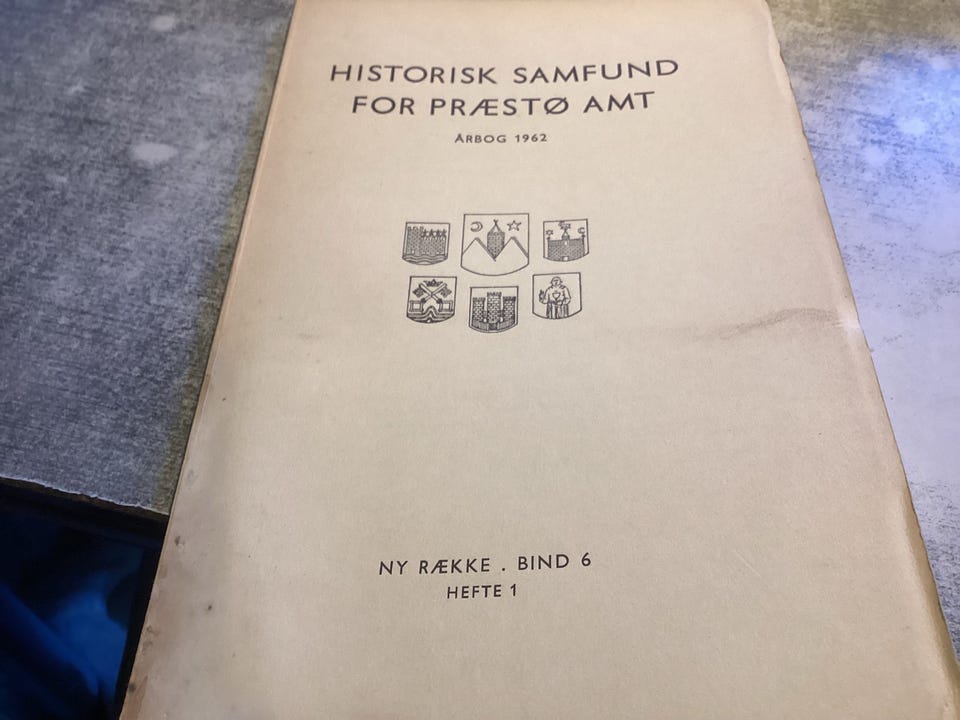 HISTORISK SAMFUND
FOR PRÆSTØ AMT
ÅRBOG 1962
NY RÆKKE . BIND 6
HEFTE 1